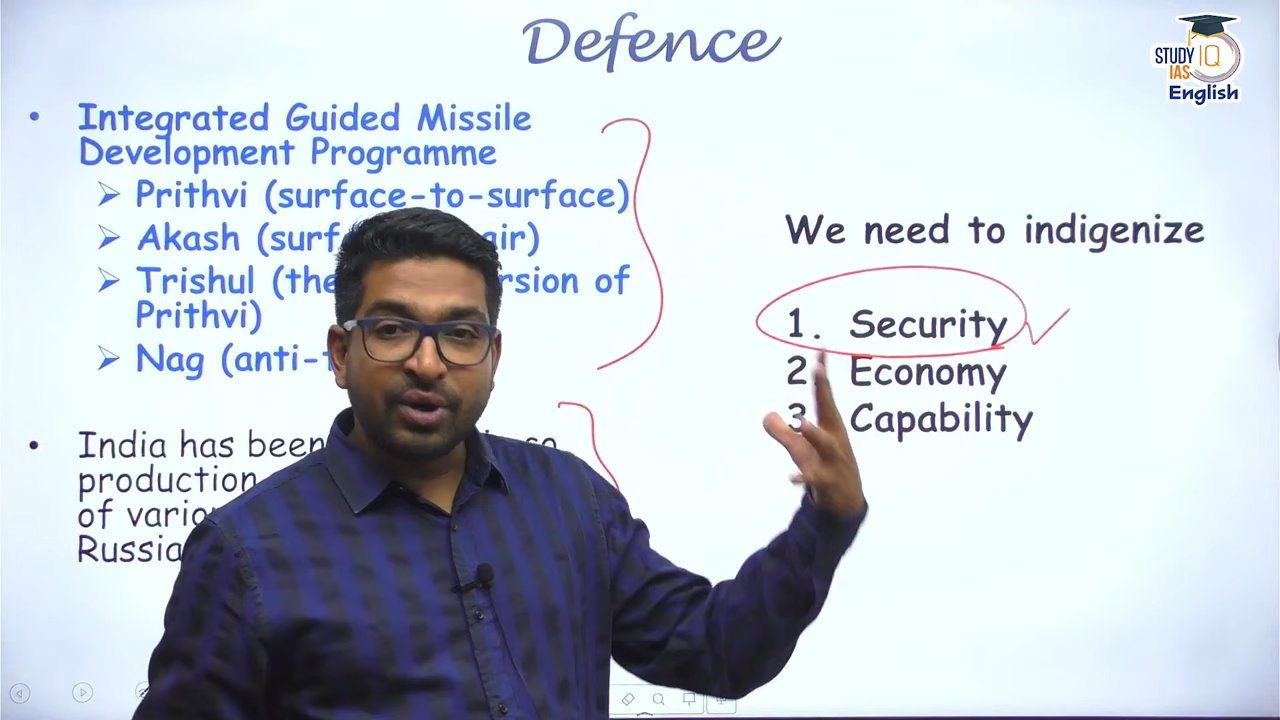 Defence
STUDY IQ
IAS
English
• Integrated Guided Missile
Development Programme
➢ Prithvi (surface-to-surface)
➢ Akash (surf air)
➢ Trishul (the rsion of
Prithvi)
➢ Nag (anti-
• India has been so
production
of vario
Russia
We need to indigenize
1. Security
2. Economy
3. Capability